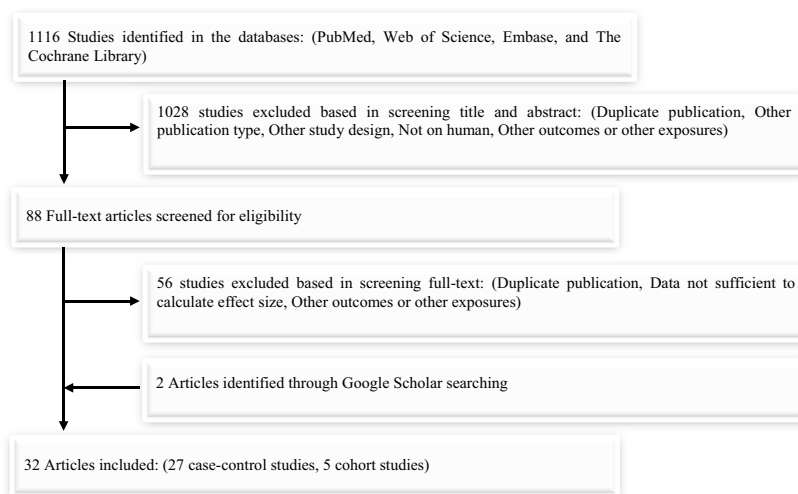 1116 Studies identified in the databases: (PubMed, Web of Science, Embase, and The
Cochrane Library)
1028 studies excluded based in screening title and abstract: (Duplicate publication, Other
publication type, Other study design, Not on human, Other outcomes or other exposures)
88 Full-text articles screened for eligibility
56 studies excluded based in screening full-text: (Duplicate publication, Data not sufficient to
calculate effect size, Other outcomes or other exposures)
2 Articles identified through Google Scholar searching
32 Articles included: (27 case-control studies, 5 cohort studies)